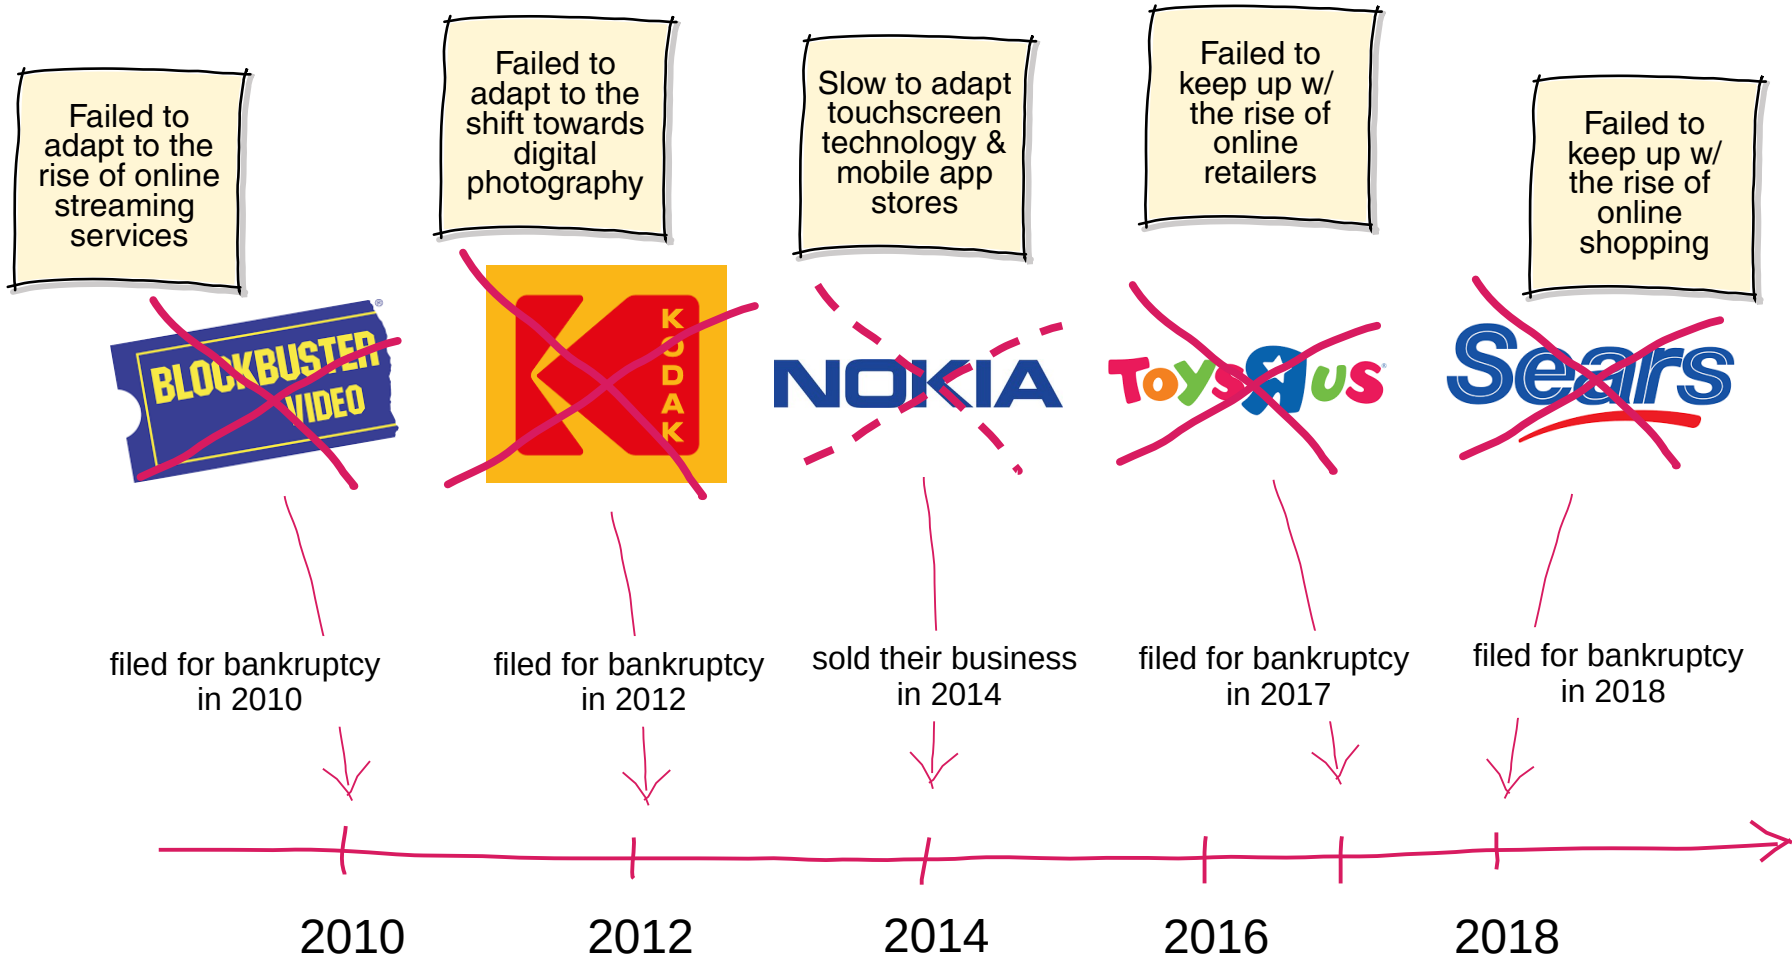 Failed to
adapt to the
rise of online
streaming
services
Failed to
adapt to the
shift towards
digital
photography
Slow to adapt
touchscreen
technology &
mobile app
stores
Failed to
keep up w/
the rise of
online
retailers
Failed to
keep up w/
the rise of
online
shopping
BLOCKBUSTER®
VIDEO
KODAK
NOKIA
TOYSЯUS®
Sears
filed for bankruptcy
in 2010
filed for bankruptcy
in 2012
sold their business
in 2014
filed for bankruptcy
in 2017
filed for bankruptcy
in 2018
2010
2012
2014
2016
2018